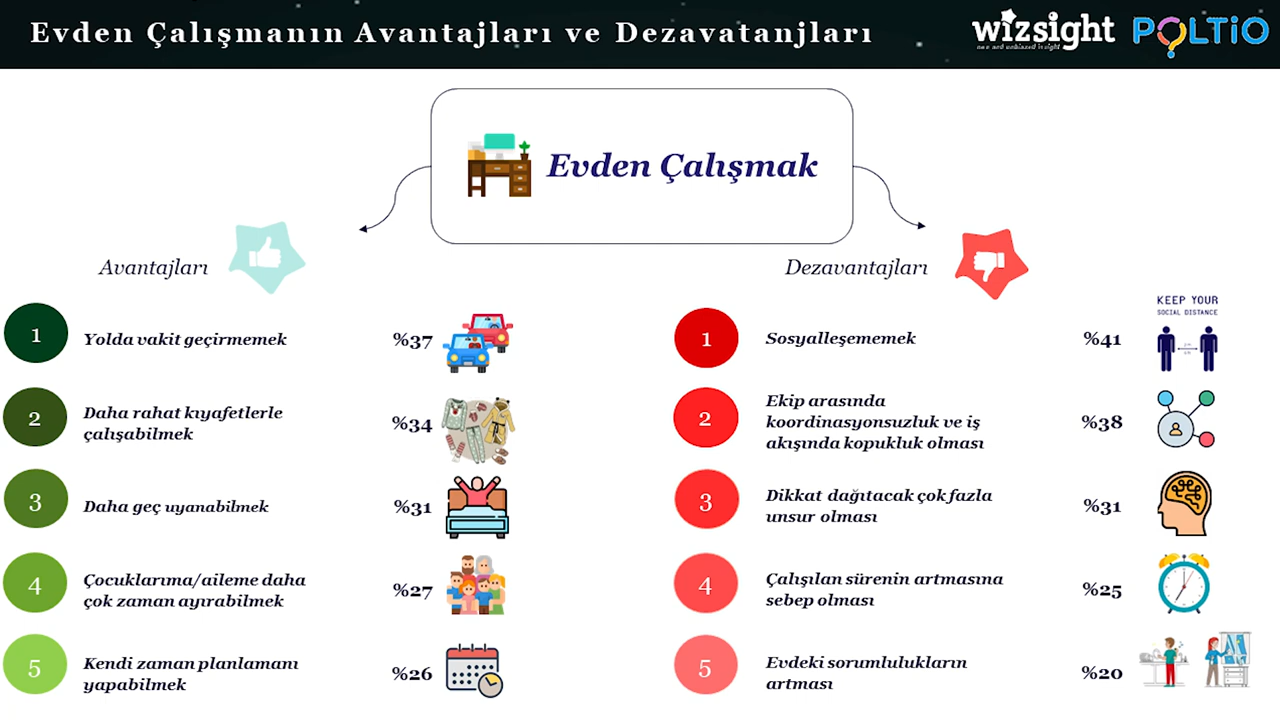 Evden Çalışmanın Avantajları ve Dezavatanjları
wizsight
new and unbiased insight
POLTiO
Evden Çalışmak
Avantajları
1
Yolda vakit geçirmemek
%37
2
Daha rahat kıyafetlerle
çalışabilmek
%34
3
Daha geç uyanabilmek
%31
4
Çocuklarıma/aileme daha
çok zaman ayırabilmek
%27
5
Kendi zaman planlamanı
yapabilmek
%26
Dezavantajları
1
Sosyalleşememek
%41
KEEP YOUR
SOCIAL DISTANCE
2
Ekip arasında
koordinasyonsuzluk ve iş
akışında kopukluk olması
%38
3
Dikkat dağıtacak çok fazla
unsur olması
%31
4
Çalışılan sürenin artmasına
sebep olması
%25
5
Evdeki sorumlulukların
artması
%20